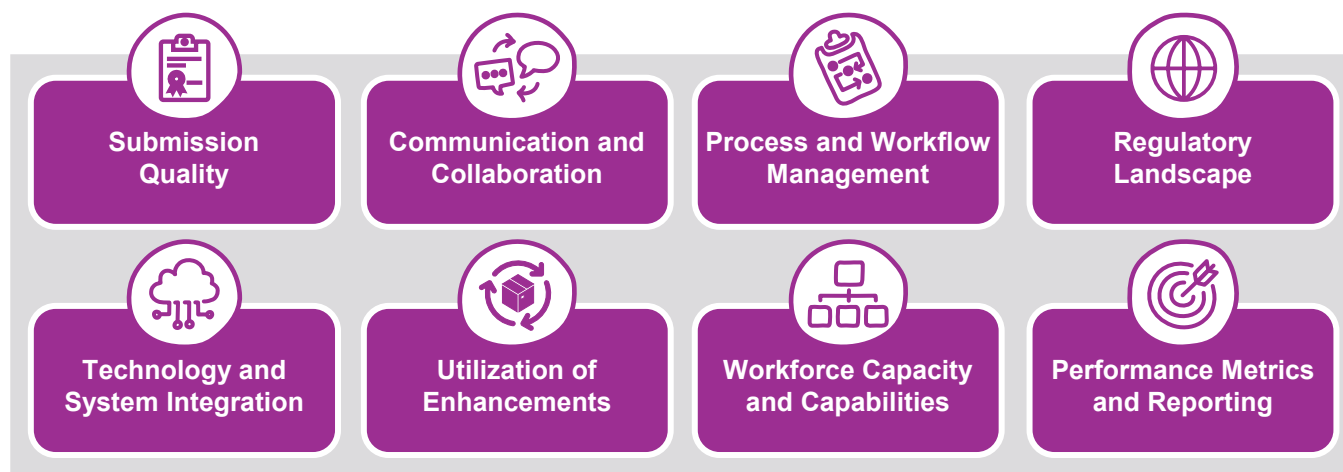 Submission
Quality
Communication and
Collaboration
Process and Workflow
Management
Regulatory
Landscape
Technology and
System Integration
Utilization of
Enhancements
Workforce Capacity
and Capabilities
Performance Metrics
and Reporting